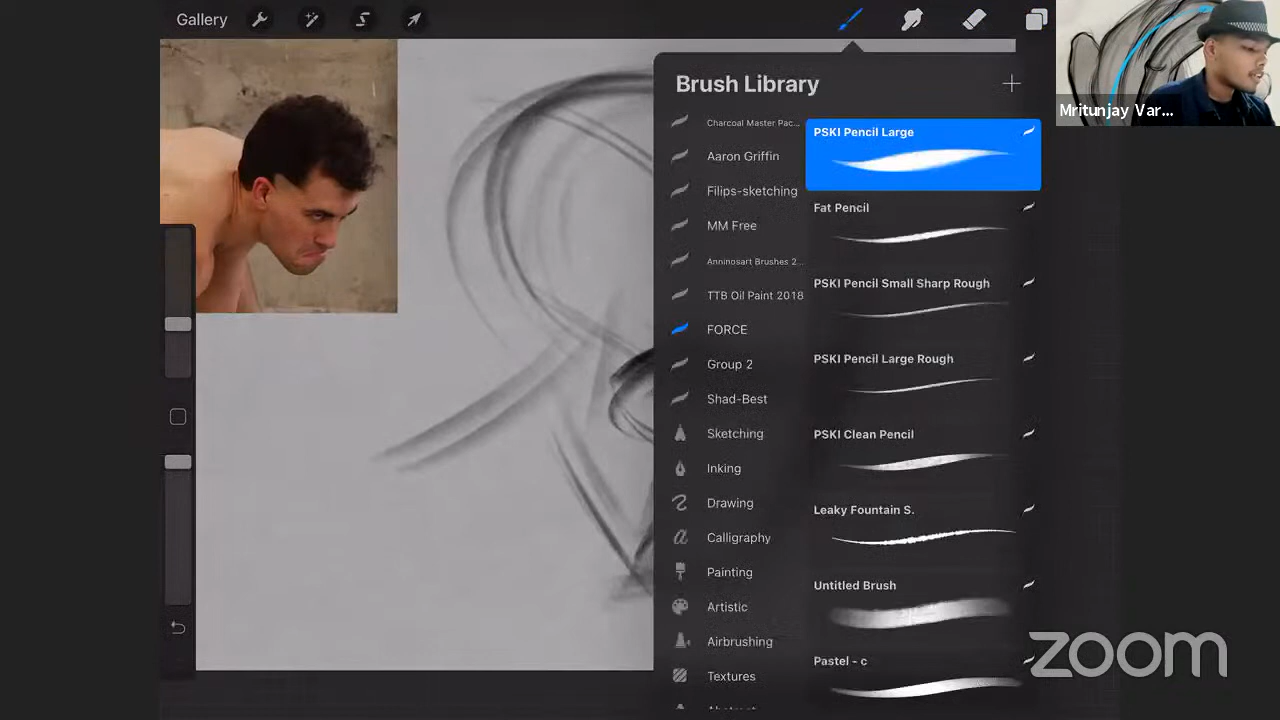 Gallery
Mritunjay Var...
Brush Library
Charcoal Master Pac...
Aaron Griffin
Filips-sketching
MM Free
Anninosart Brushes 2...
TTB Oil Paint 2018
FORCE
Group 2
Shad-Best
Sketching
Inking
Drawing
Calligraphy
Painting
Artistic
Airbrushing
Textures
Abstract
PSKI Pencil Large
Fat Pencil
PSKI Pencil Small Sharp Rough
PSKI Pencil Large Rough
PSKI Clean Pencil
Leaky Fountain S.
Untitled Brush
Pastel - c
zoom